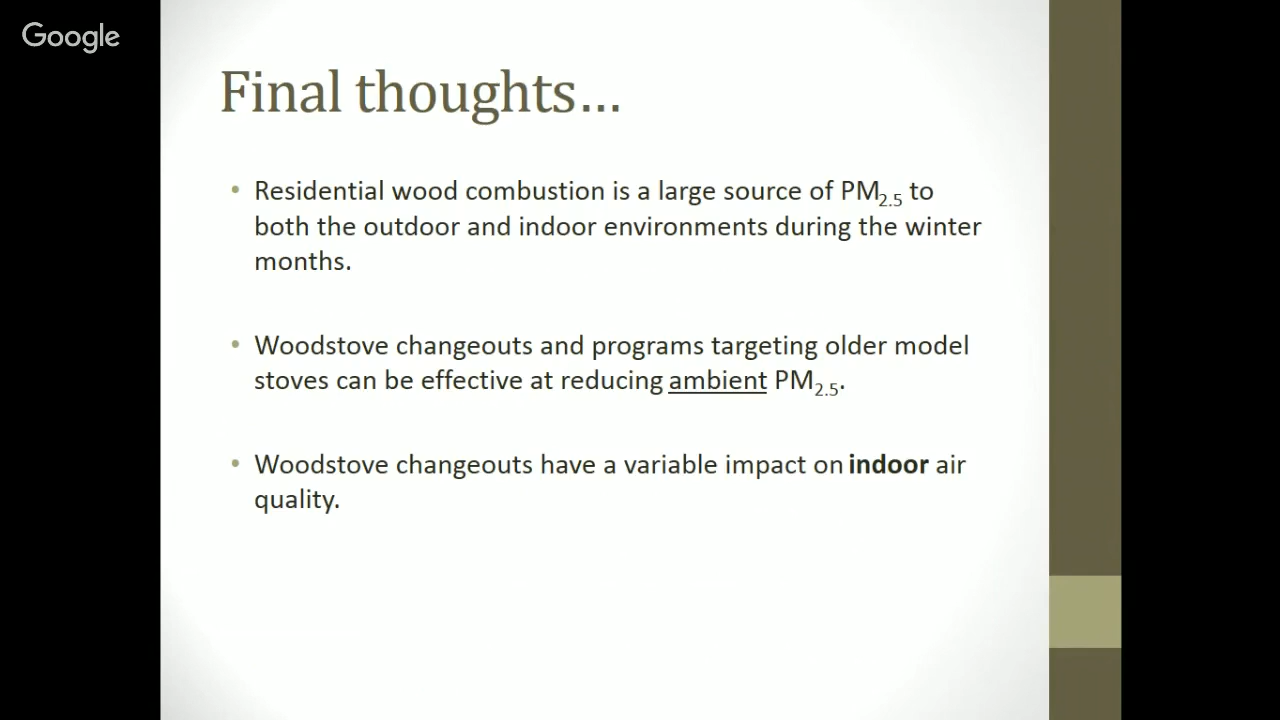 Google
Final thoughts…
• Residential wood combustion is a large source of PM2.5 to
both the outdoor and indoor environments during the winter
months.
• Woodstove changeouts and programs targeting older model
stoves can be effective at reducing ambient PM2.5.
• Woodstove changeouts have a variable impact on indoor air
quality.